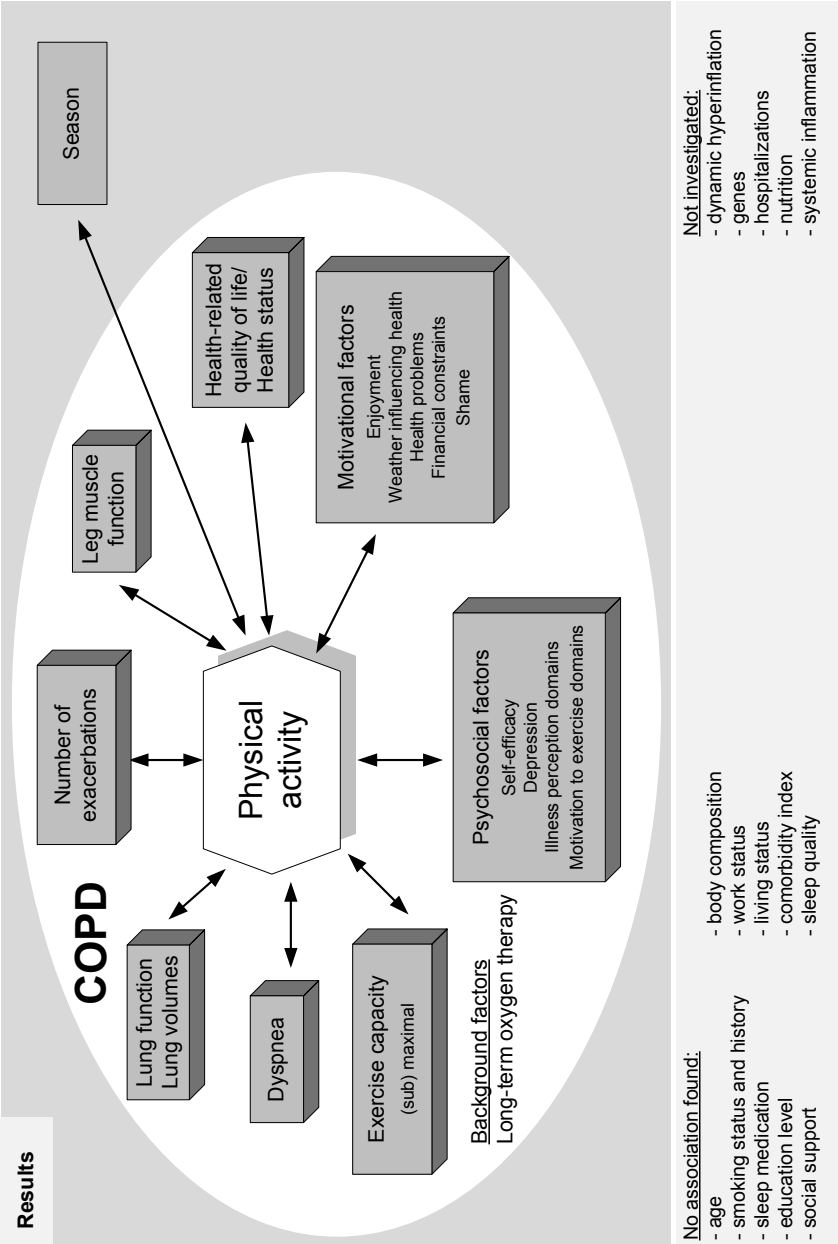 Results
COPD
Lung function
Lung volumes
Number of
exacerbations
Leg muscle
function
Season
Dyspnea
Physical
activity
Health-related
quality of life/
Health status
Exercise capacity
(sub) maximal
Motivational factors
Enjoyment
Weather influencing health
Health problems
Financial constraints
Shame
Psychosocial factors
Self-efficacy
Depression
Illness perception domains
Motivation to exercise domains
Background factors
Long-term oxygen therapy
No association found:
- age
- smoking status and history
- sleep medication
- education level
- social support
- body composition
- work status
- living status
- comorbidity index
- sleep quality
Not investigated:
- dynamic hyperinflation
- genes
- hospitalizations
- nutrition
- systemic inflammation